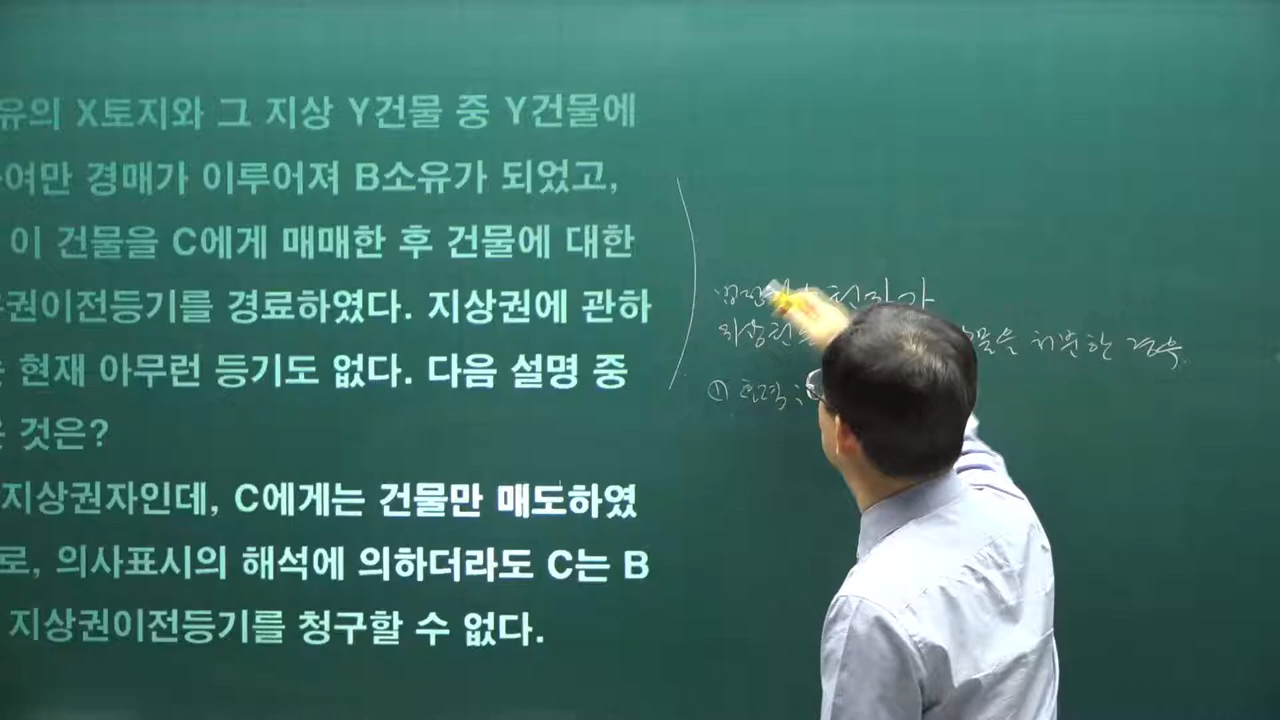 유의 X토지와 그 지상 Y건물 중 Y건물에
여만 경매가 이루어져 B소유가 되었고,
이 건물을 C에게 매매한 후 건물에 대한
권이전등기를 경료하였다. 지상권에 관하
현재 아무런 등기도 없다. 다음 설명 중
것은?
지상권자인데, C에게는 건물만 매도하였
로, 의사표시의 해석에 의하더라도 C는 B
지상권이전등기를 청구할 수 없다.
지상권 을 처분한 경우
①